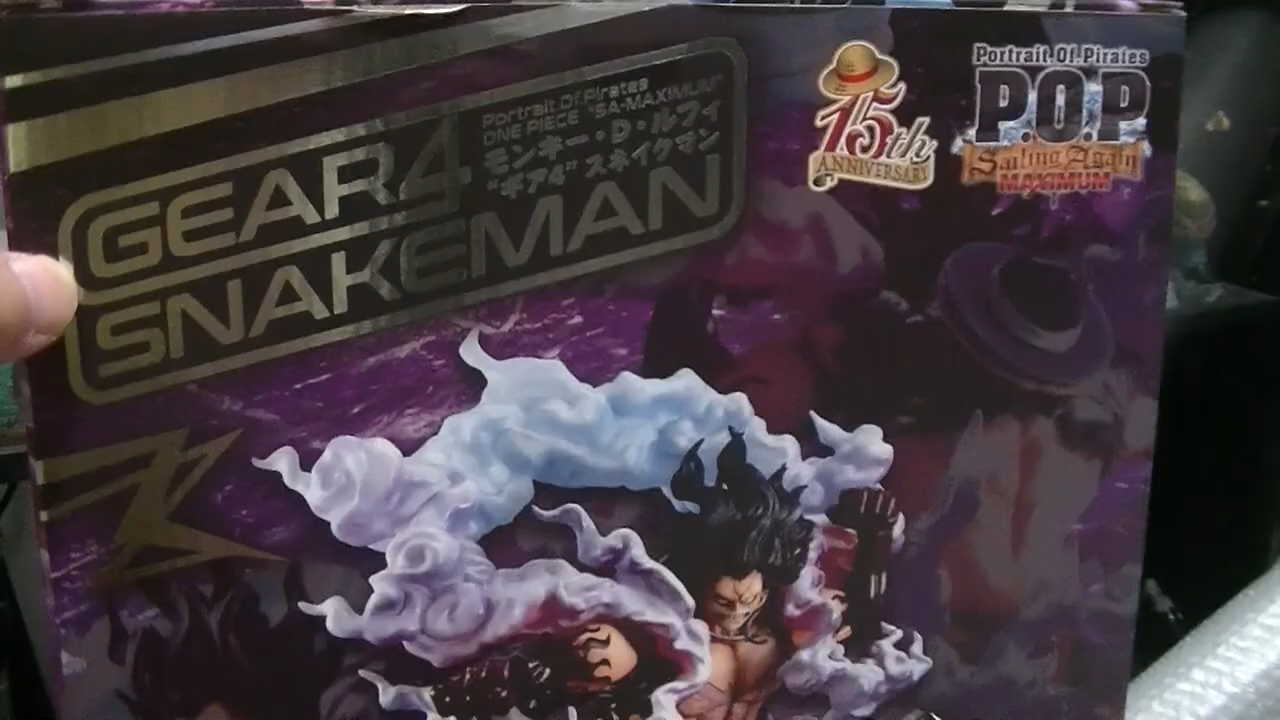 Portrait.Of.Pirates
ONE PIECE "SA-MAXIMUM"
モンキー・D・ルフィ
"ギア4" スネイクマン
GEAR4
SNAKEMAN
15th
ANNIVERSARY
Portrait.Of.Pirates
P.O.P
Sailing Again
MAXIMUM